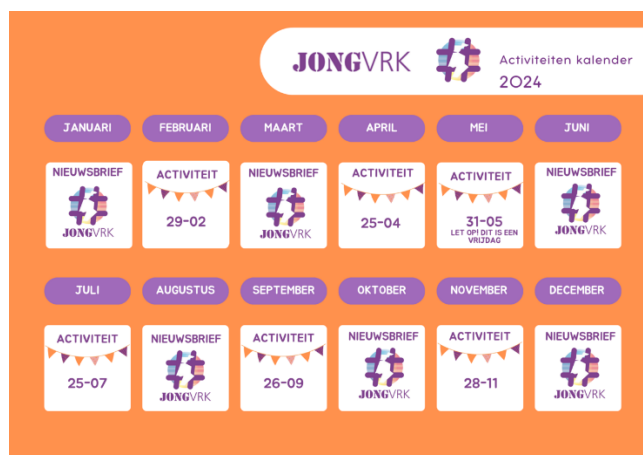 JONGVRK
Activiteiten kalender
2024
JANUARI
FEBRUARI
MAART
APRIL
MEI
JUNI
NIEUWSBRIEF
JONGVRK
ACTIVITEIT
29-02
NIEUWSBRIEF
JONGVRK
ACTIVITEIT
25-04
ACTIVITEIT
31-05
LET OP! DIT IS EEN
VRIJDAG
NIEUWSBRIEF
JONGVRK
JULI
AUGUSTUS
SEPTEMBER
OKTOBER
NOVEMBER
DECEMBER
ACTIVITEIT
25-07
NIEUWSBRIEF
JONGVRK
ACTIVITEIT
26-09
NIEUWSBRIEF
JONGVRK
ACTIVITEIT
28-11
NIEUWSBRIEF
JONGVRK